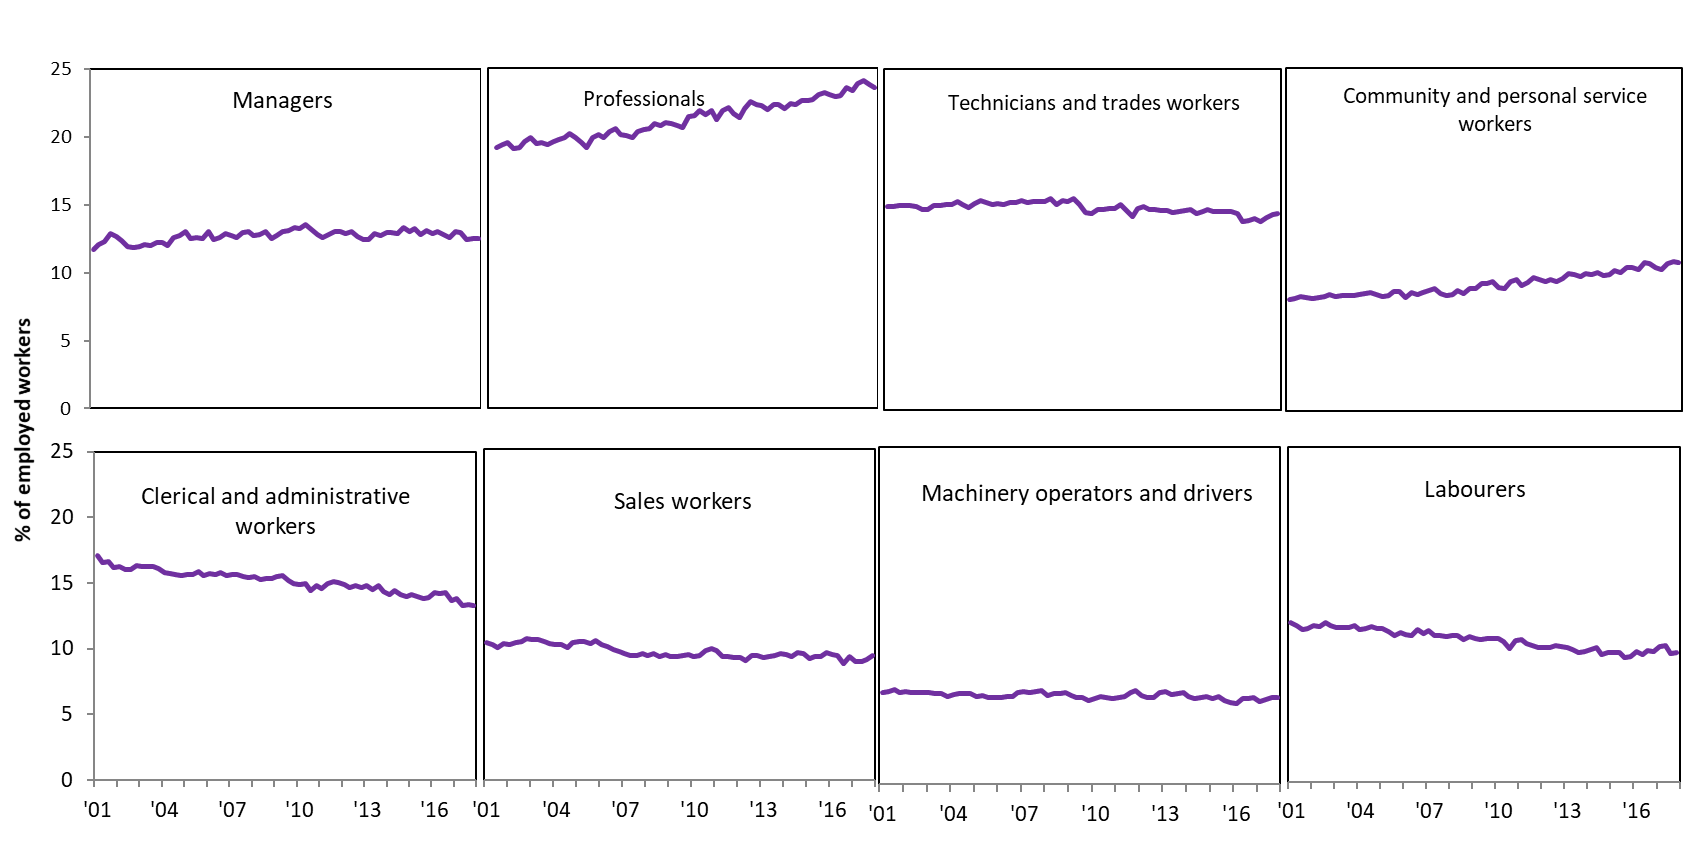 25
20
15
10
5
0
Managers
Professionals
Technicians and trades workers
Community and personal service
workers
% of employed workers
25
20
15
10
5
0
Clerical and administrative
workers
Sales workers
Machinery operators and drivers
Labourers
'01 '04 '07 '10 '13 '16
'01 '04 '07 '10 '13 '16
'01 '04 '07 '10 '13 '16
'01 '04 '07 '10 '13 '16